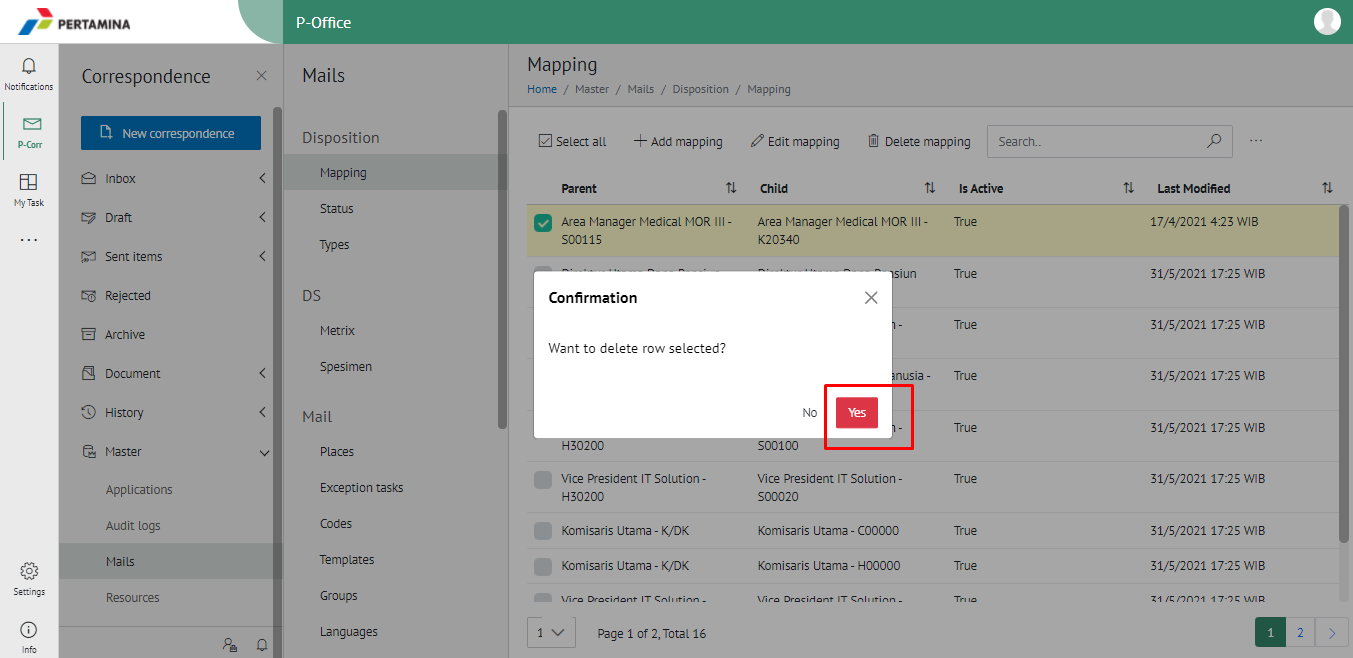 PERTAMINA
P-Office
Notifications
P-Corr
My Task
Settings
Info
Correspondence
New correspondence
Inbox
Draft
Sent items
Rejected
Archive
Document
History
Master
Applications
Audit logs
Mails
Resources
Mails
Disposition
Mapping
Status
Types
DS
Metrix
Spesimen
Mail
Places
Exception tasks
Codes
Templates
Groups
Languages
Mapping
Home / Master / Mails / Disposition / Mapping
Select all
Add mapping
Edit mapping
Delete mapping
Search..
Parent Child Is Active Last Modified
Area Manager Medical MOR III - Area Manager Medical MOR III - True 17/4/2021 4:23 WIB
S00115 K20340
Direktur Utama Dana Pensiun Direktur Utama Dana Pensiun True 31/5/2021 17:25 WIB
n - True 31/5/2021 17:25 WIB
anusia - True 31/5/2021 17:25 WIB
n - True 31/5/2021 17:25 WIB
H30200 S00100
Confirmation
Want to delete row selected?
No Yes
Vice President IT Solution - Vice President IT Solution - True 31/5/2021 17:25 WIB
H30200 S00020
Komisaris Utama - K/DK Komisaris Utama - C00000 True 31/5/2021 17:25 WIB
Komisaris Utama - K/DK Komisaris Utama - H00000 True 31/5/2021 17:25 WIB
Vice President IT Solution - Vice President IT Solution - True 31/5/2021 17:25 WIB
1 Page 1 of 2, Total 16 1 2